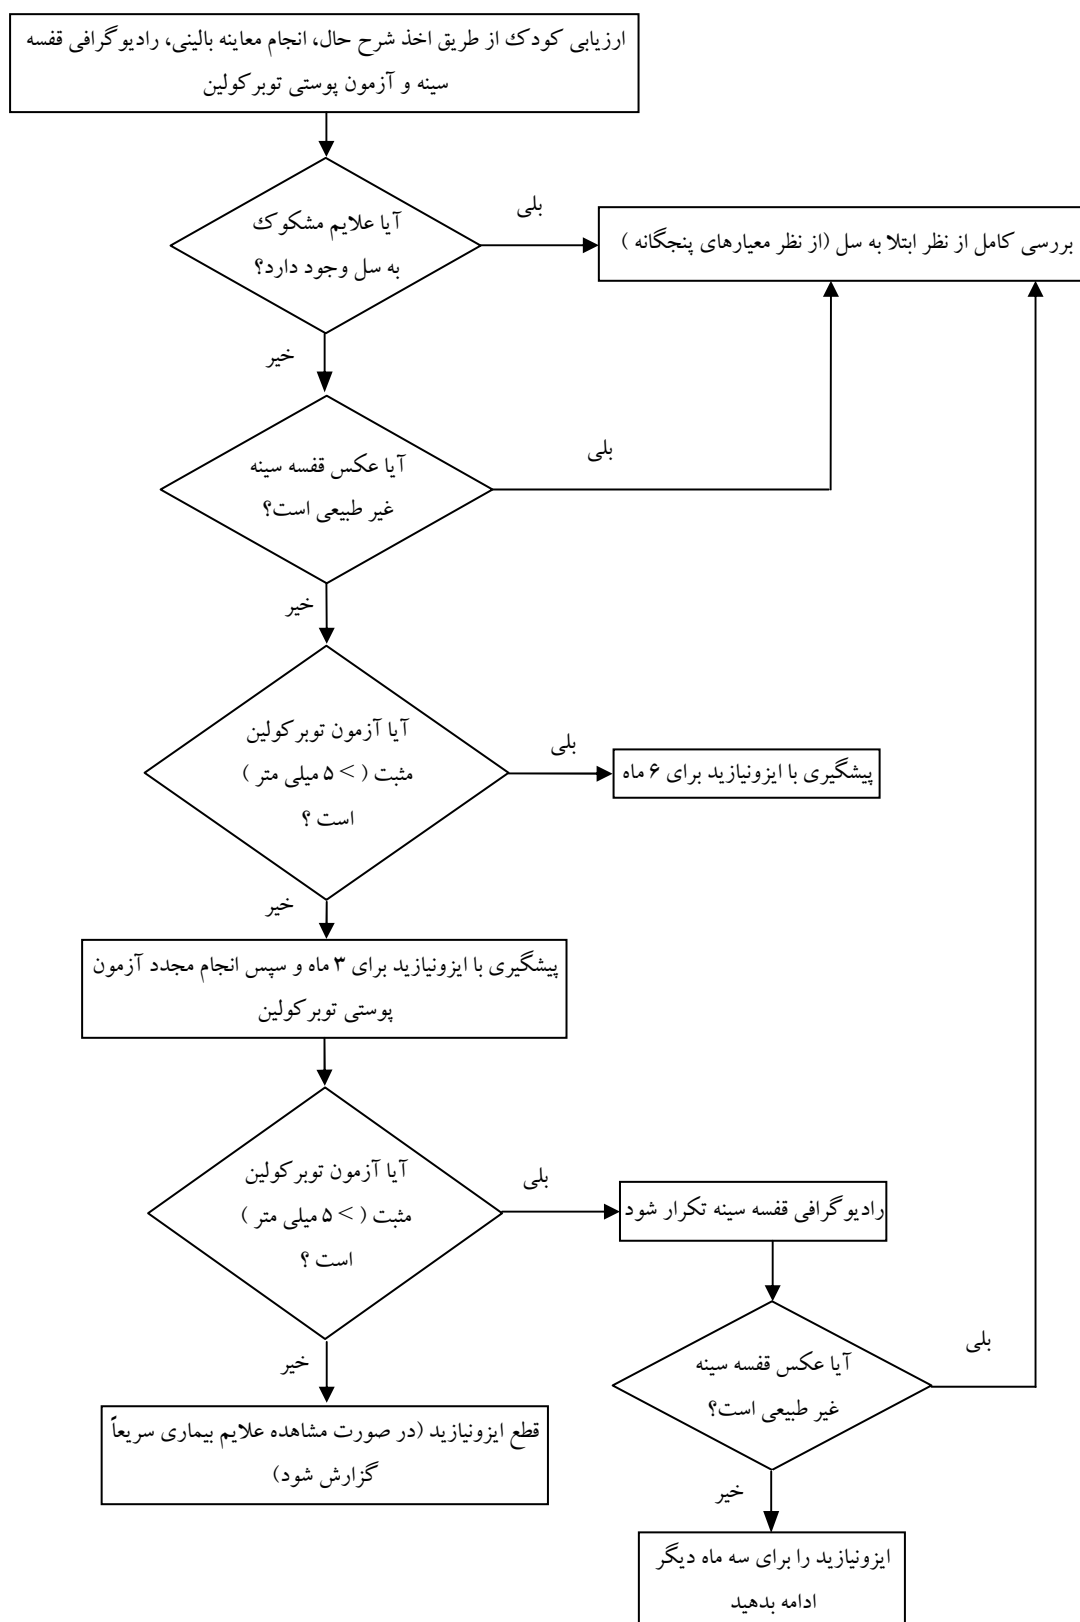 ارزیابی کودک از طریق اخذ شرح حال، انجام معاینه بالینی، رادیوگرافی قفسه
سینه و آزمون پوستی توبرکولین
آیا علایم مشکوک
به سل وجود دارد؟
بلی
بررسی کامل از نظر ابتلا به سل (از نظر معیارهای پنجگانه )
خیر
آیا عکس قفسه سینه
غیر طبیعی است؟
بلی
خیر
آیا آزمون توبرکولین
مثبت ( > ۵ میلی متر )
است ؟
بلی
پیشگیری با ایزونیازید برای ۶ ماه
خیر
پیشگیری با ایزونیازید برای ۳ ماه و سپس انجام مجدد آزمون
پوستی توبرکولین
آیا آزمون توبرکولین
مثبت ( > ۵ میلی متر )
است ؟
بلی
رادیوگرافی قفسه سینه تکرار شود
خیر
قطع ایزونیازید (در صورت مشاهده علایم بیماری سریعاً
گزارش شود)
آیا عکس قفسه سینه
غیر طبیعی است؟
بلی
خیر
ایزونیازید را برای سه ماه دیگر
ادامه بدهید